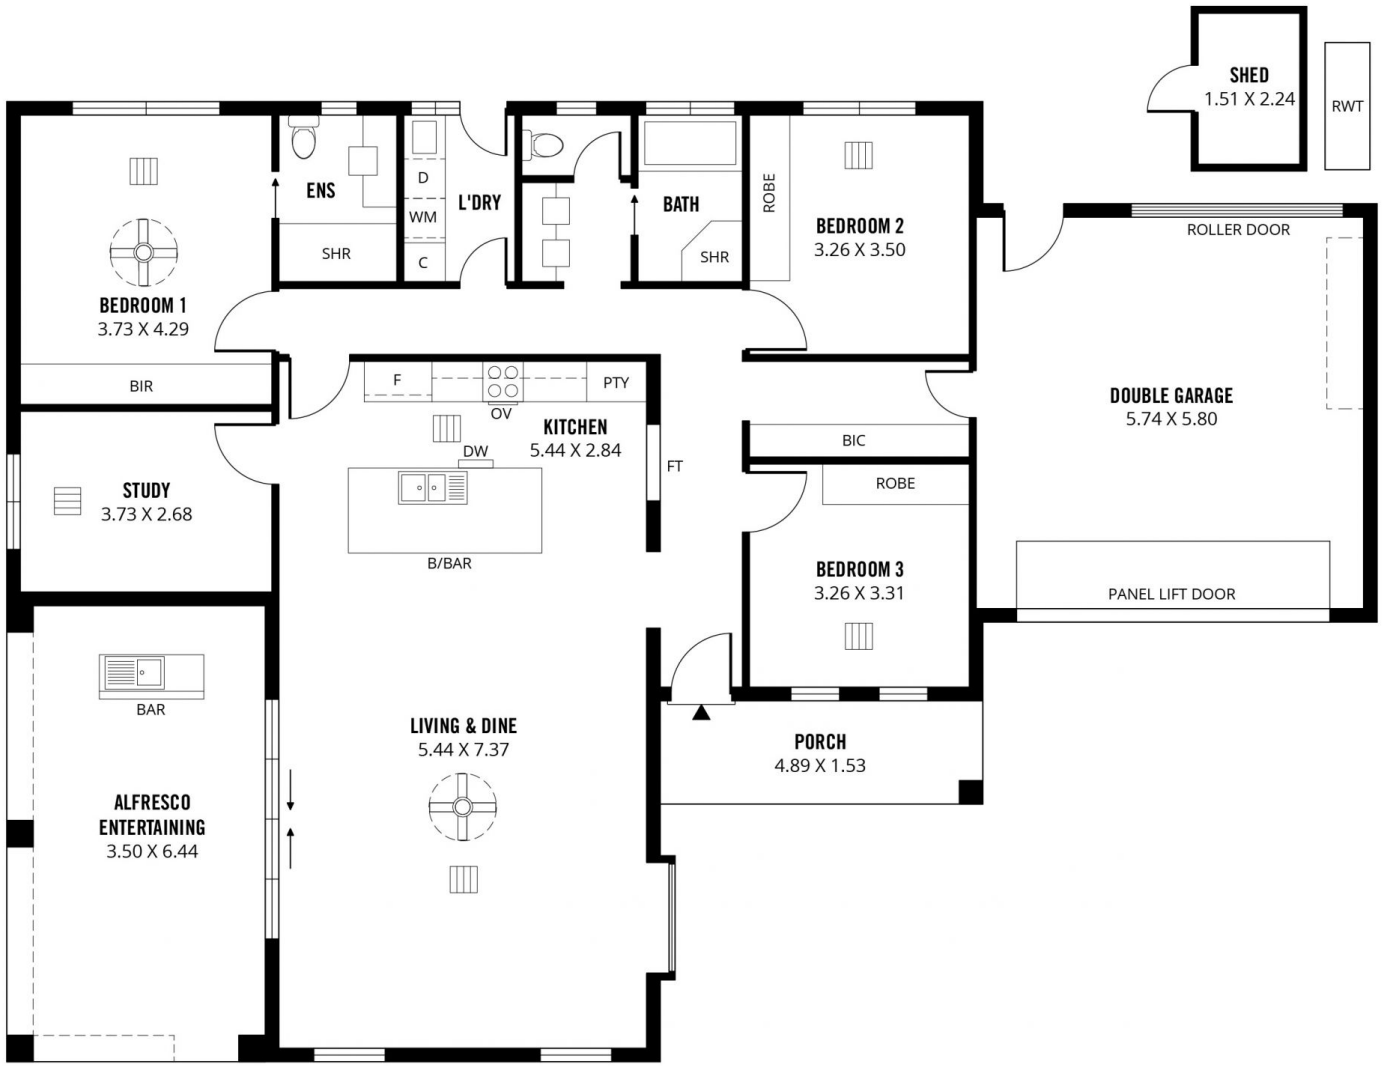 SHED
1.51 X 2.24
RWT
ENS
SHR
D
WM
C
L'DRY
BATH
SHR
ROBE
BEDROOM 2
3.26 X 3.50
ROLLER DOOR
BEDROOM 1
3.73 X 4.29
BIR
F
OV
PTY
KITCHEN
5.44 X 2.84
DW
B/BAR
FT
BIC
ROBE
DOUBLE GARAGE
5.74 X 5.80
STUDY
3.73 X 2.68
BEDROOM 3
3.26 X 3.31
PANEL LIFT DOOR
BAR
LIVING & DINE
5.44 X 7.37
PORCH
4.89 X 1.53
ALFRESCO
ENTERTAINING
3.50 X 6.44